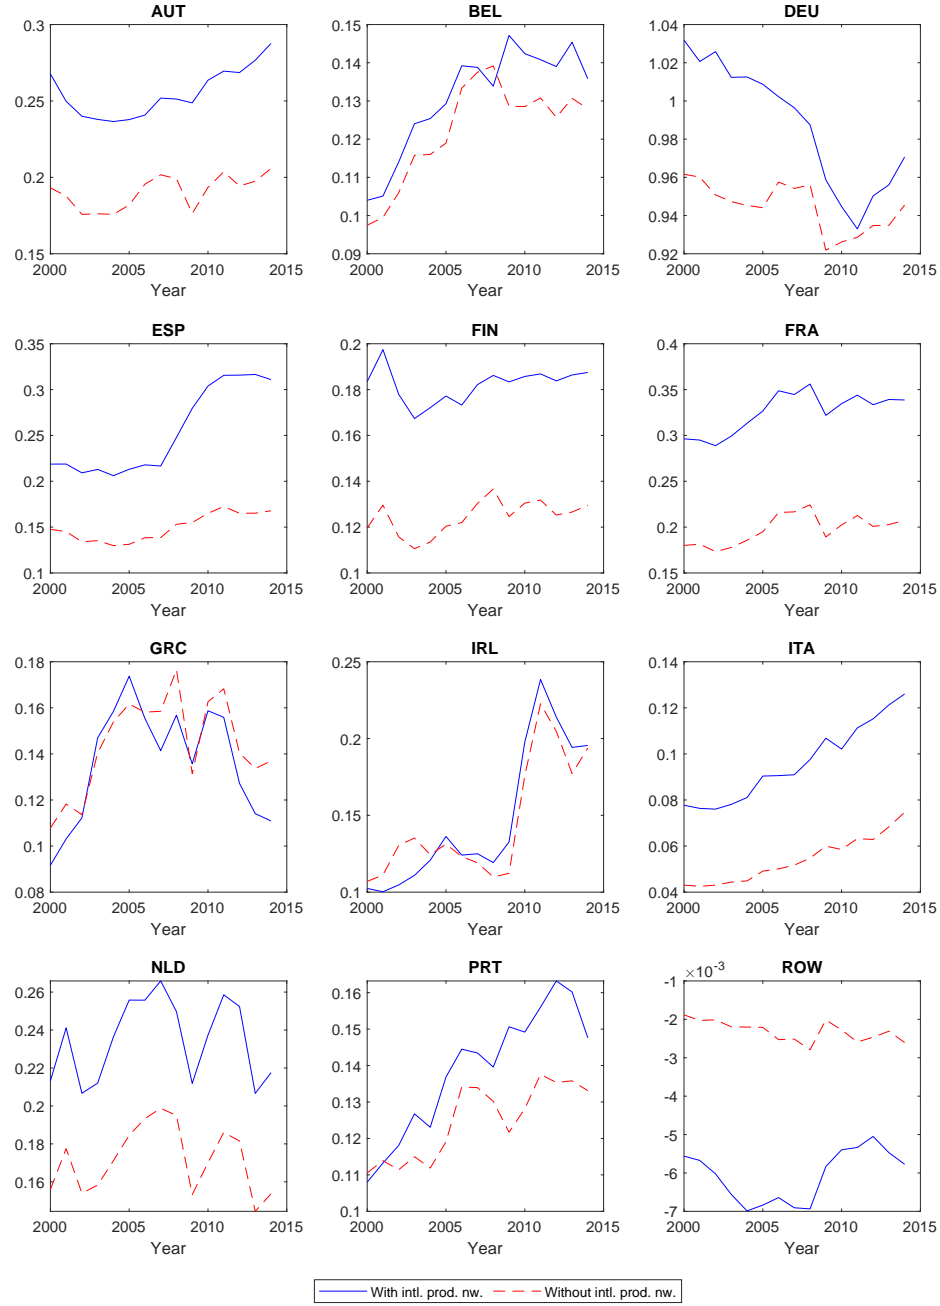 AUT
0.3
0.25
0.2
0.15
2000 2005 2010 2015
Year
BEL
0.15
0.14
0.13
0.12
0.11
0.1
0.09
2000 2005 2010 2015
Year
DEU
1.04
1.02
1
0.98
0.96
0.94
0.92
2000 2005 2010 2015
Year
ESP
0.35
0.3
0.25
0.2
0.15
0.1
2000 2005 2010 2015
Year
FIN
0.2
0.18
0.16
0.14
0.12
0.1
2000 2005 2010 2015
Year
FRA
0.4
0.35
0.3
0.25
0.2
0.15
2000 2005 2010 2015
Year
GRC
0.18
0.16
0.14
0.12
0.1
0.08
2000 2005 2010 2015
Year
IRL
0.25
0.2
0.15
0.1
2000 2005 2010 2015
Year
ITA
0.14
0.12
0.1
0.08
0.06
0.04
2000 2005 2010 2015
Year
NLD
0.26
0.24
0.22
0.2
0.18
0.16
2000 2005 2010 2015
Year
PRT
0.16
0.15
0.14
0.13
0.12
0.11
0.1
2000 2005 2010 2015
Year
ROW
×10⁻³
-1
-2
-3
-4
-5
-6
-7
2000 2005 2010 2015
Year
With intl. prod. nw. Without intl. prod. nw.